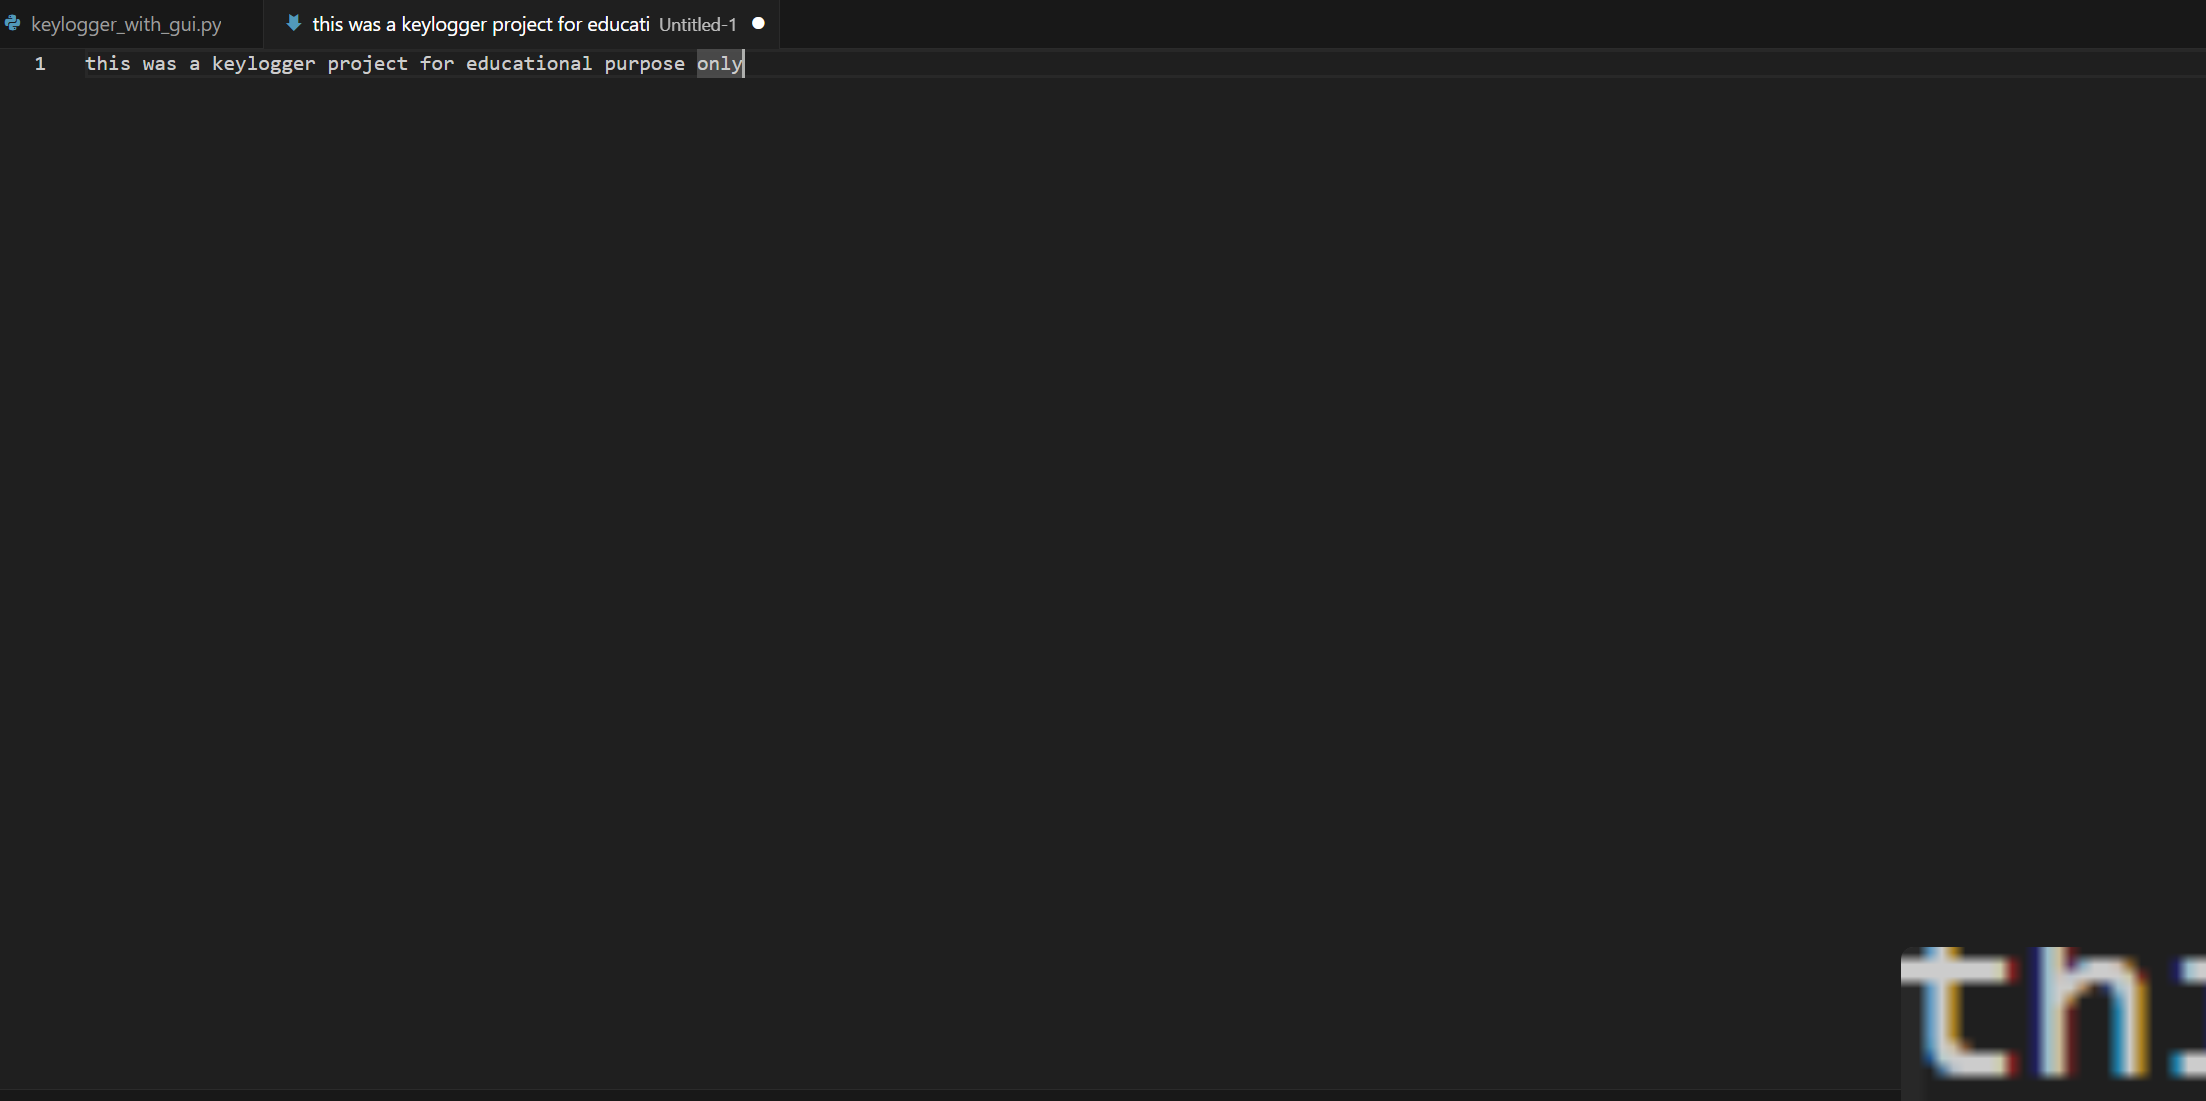 keylogger_with_gui.py
this was a keylogger project for educati Untitled-1
1 this was a keylogger project for educational purpose only
th